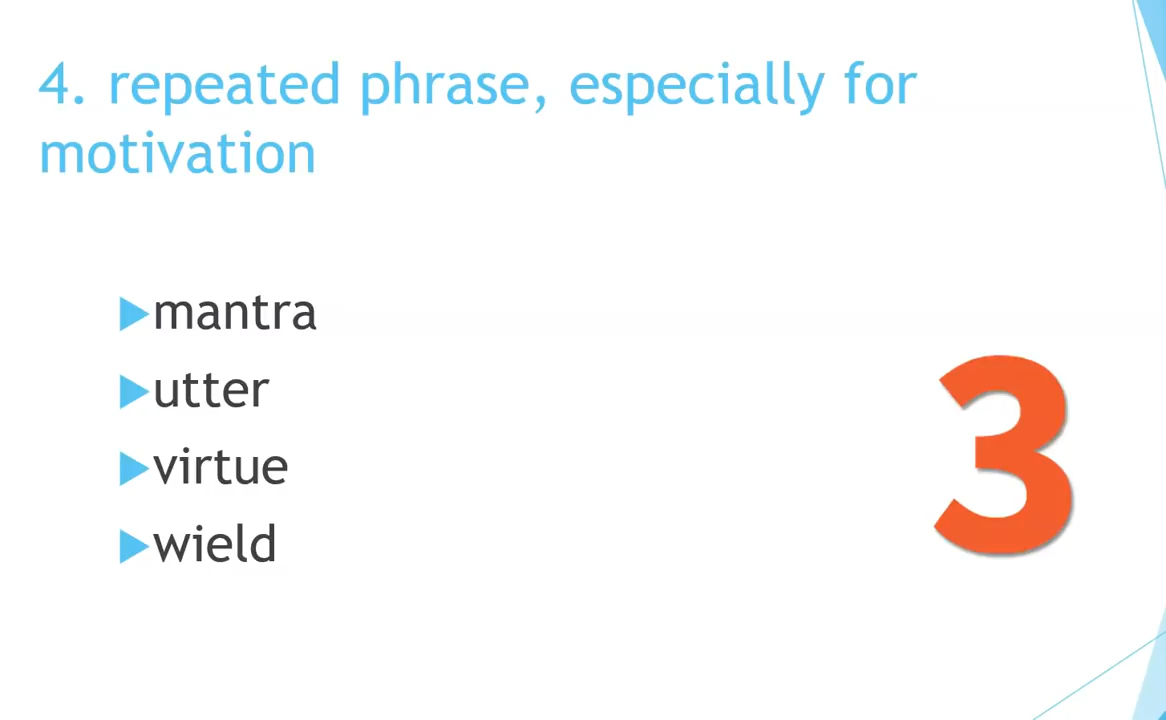 4. repeated phrase, especially for
motivation
mantra
utter
virtue
wield
3